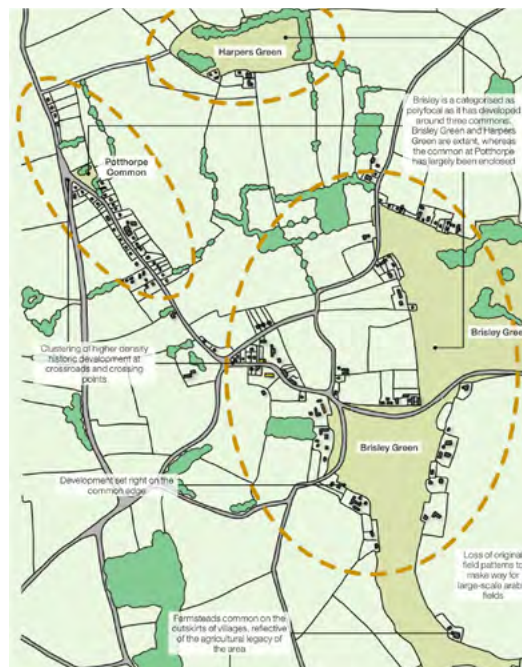 Harpers Green
Brisley is a categorised as
polyfocal as it has developed
around three commons.
Brisley Green and Harpers
Green are extant, whereas
the common at Potthorpe
has largely been enclosed
Potthorpe
Common
Brisley Gree
Clustering of higher density
historic development at
crossroads and crossing
points
Brisley Green
Development set right on the
common edge
Loss of original
field patterns to
make way for
large-scale arab
fields
Farmsteads common on the
outskirts of villages, reflective
of the agricultural legacy of
the area